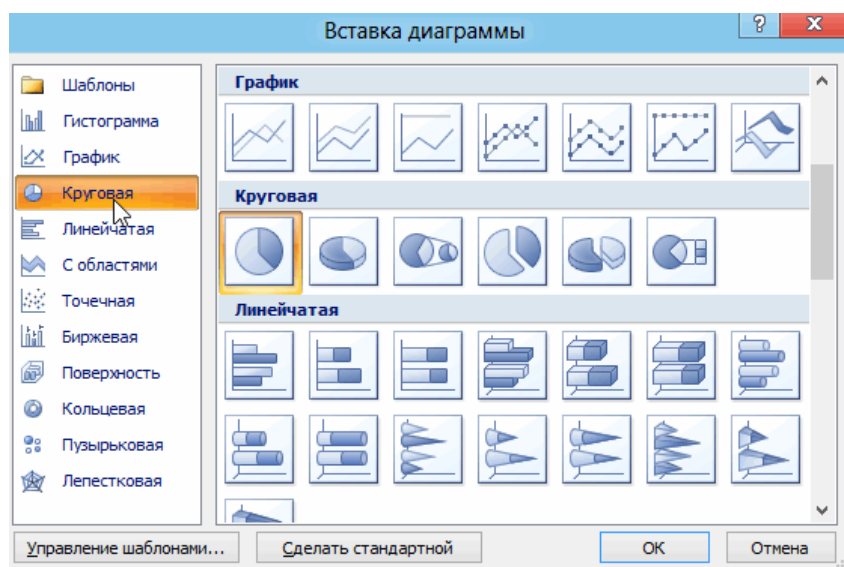 Вставка диаграммы
?
X
Шаблоны
Гистограмма
График
Круговая
Линейчатая
С областями
Точечная
Биржевая
Поверхность
Кольцевая
Пузырьковая
Лепестковая
График
Круговая
Линейчатая
Управление шаблонами...
Сделать стандартной
ОК
Отмена